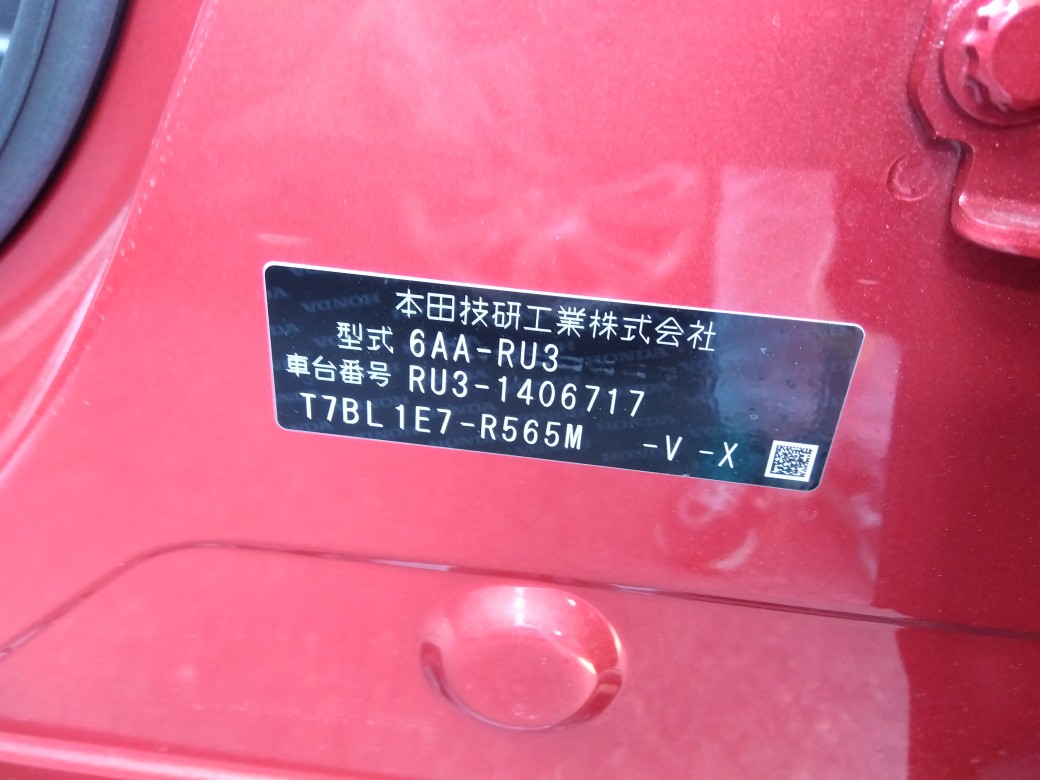 本田技研工業株式会社
型式 6AA-RU3
車台番号 RU3-1406717
T7BL1E7-R565M -V -X